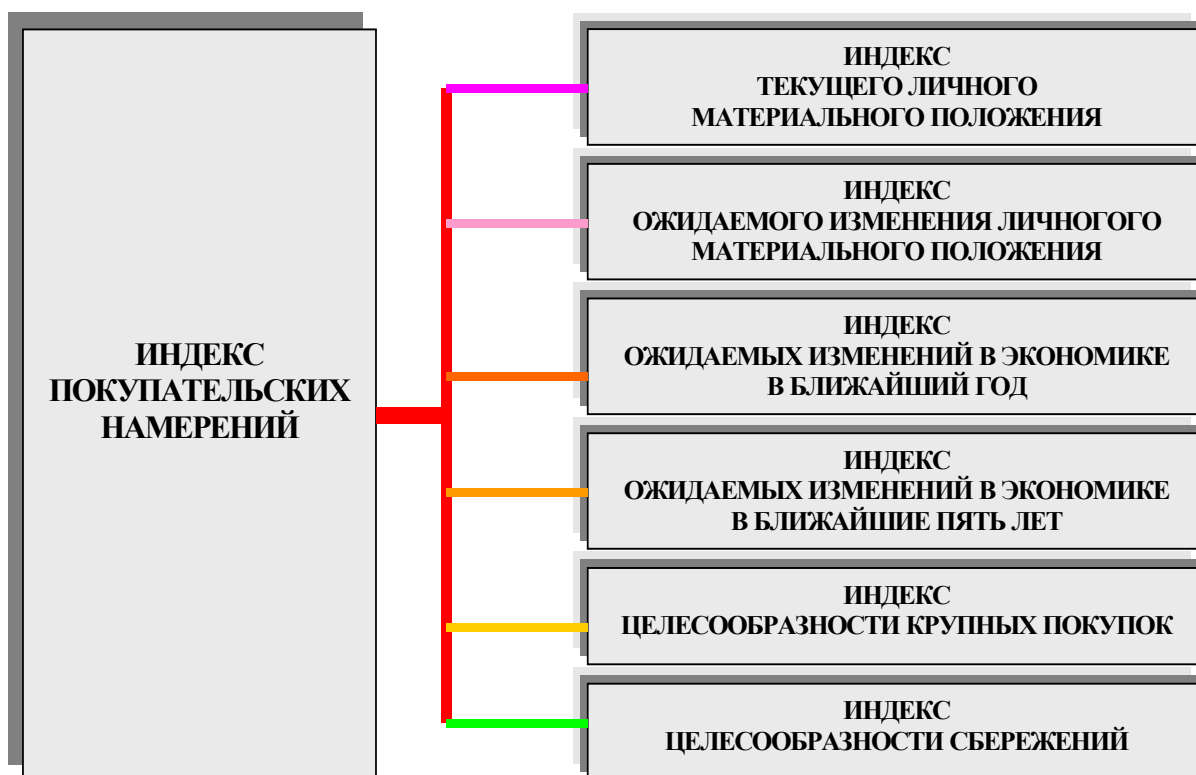 ИНДЕКС
ПОКУПАТЕЛЬСКИХ
НАМЕРЕНИЙ
ИНДЕКС
ТЕКУЩЕГО ЛИЧНОГО
МАТЕРИАЛЬНОГО ПОЛОЖЕНИЯ
ИНДЕКС
ОЖИДАЕМОГО ИЗМЕНЕНИЯ ЛИЧНОГОГО
МАТЕРИАЛЬНОГО ПОЛОЖЕНИЯ
ИНДЕКС
ОЖИДАЕМЫХ ИЗМЕНЕНИЙ В ЭКОНОМИКЕ
В БЛИЖАЙШИЙ ГОД
ИНДЕКС
ОЖИДАЕМЫХ ИЗМЕНЕНИЙ В ЭКОНОМИКЕ
В БЛИЖАЙШИЕ ПЯТЬ ЛЕТ
ИНДЕКС
ЦЕЛЕСООБРАЗНОСТИ КРУПНЫХ ПОКУПОК
ИНДЕКС
ЦЕЛЕСООБРАЗНОСТИ СБЕРЕЖЕНИЙ